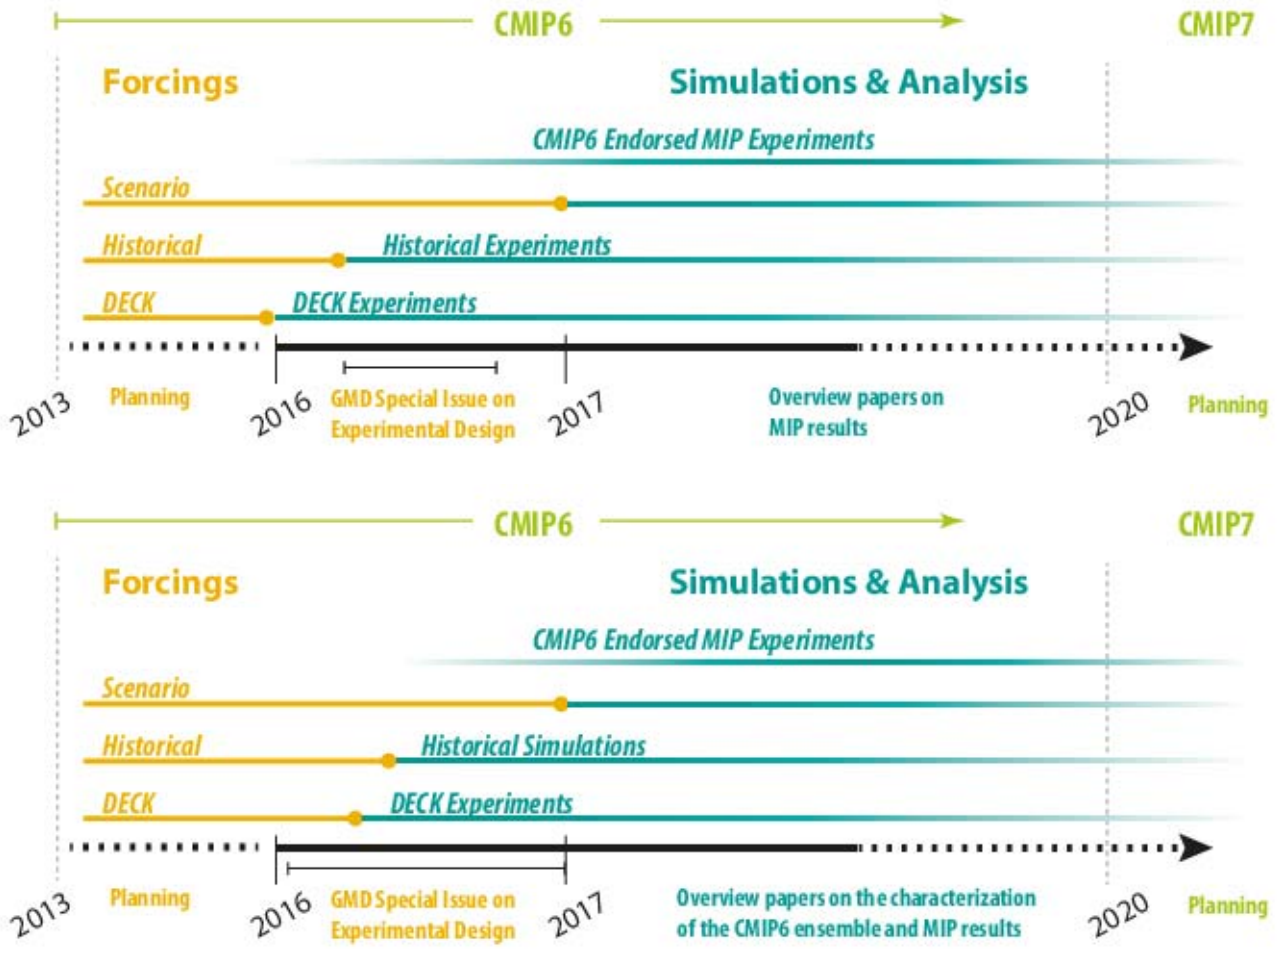 CMIP6
CMIP7
Forcings
Simulations & Analysis
CMIP6 Endorsed MIP Experiments
Scenario
Historical
Historical Experiments
DECK
DECK Experiments
2013
Planning
2016
GMD Special Issue on
Experimental Design
2017
Overview papers on
MIP results
2020
Planning
CMIP6
CMIP7
Forcings
Simulations & Analysis
CMIP6 Endorsed MIP Experiments
Scenario
Historical
Historical Simulations
DECK
DECK Experiments
2013
Planning
2016
GMD Special Issue on
Experimental Design
2017
Overview papers on the characterization
of the CMIP6 ensemble and MIP results
2020
Planning